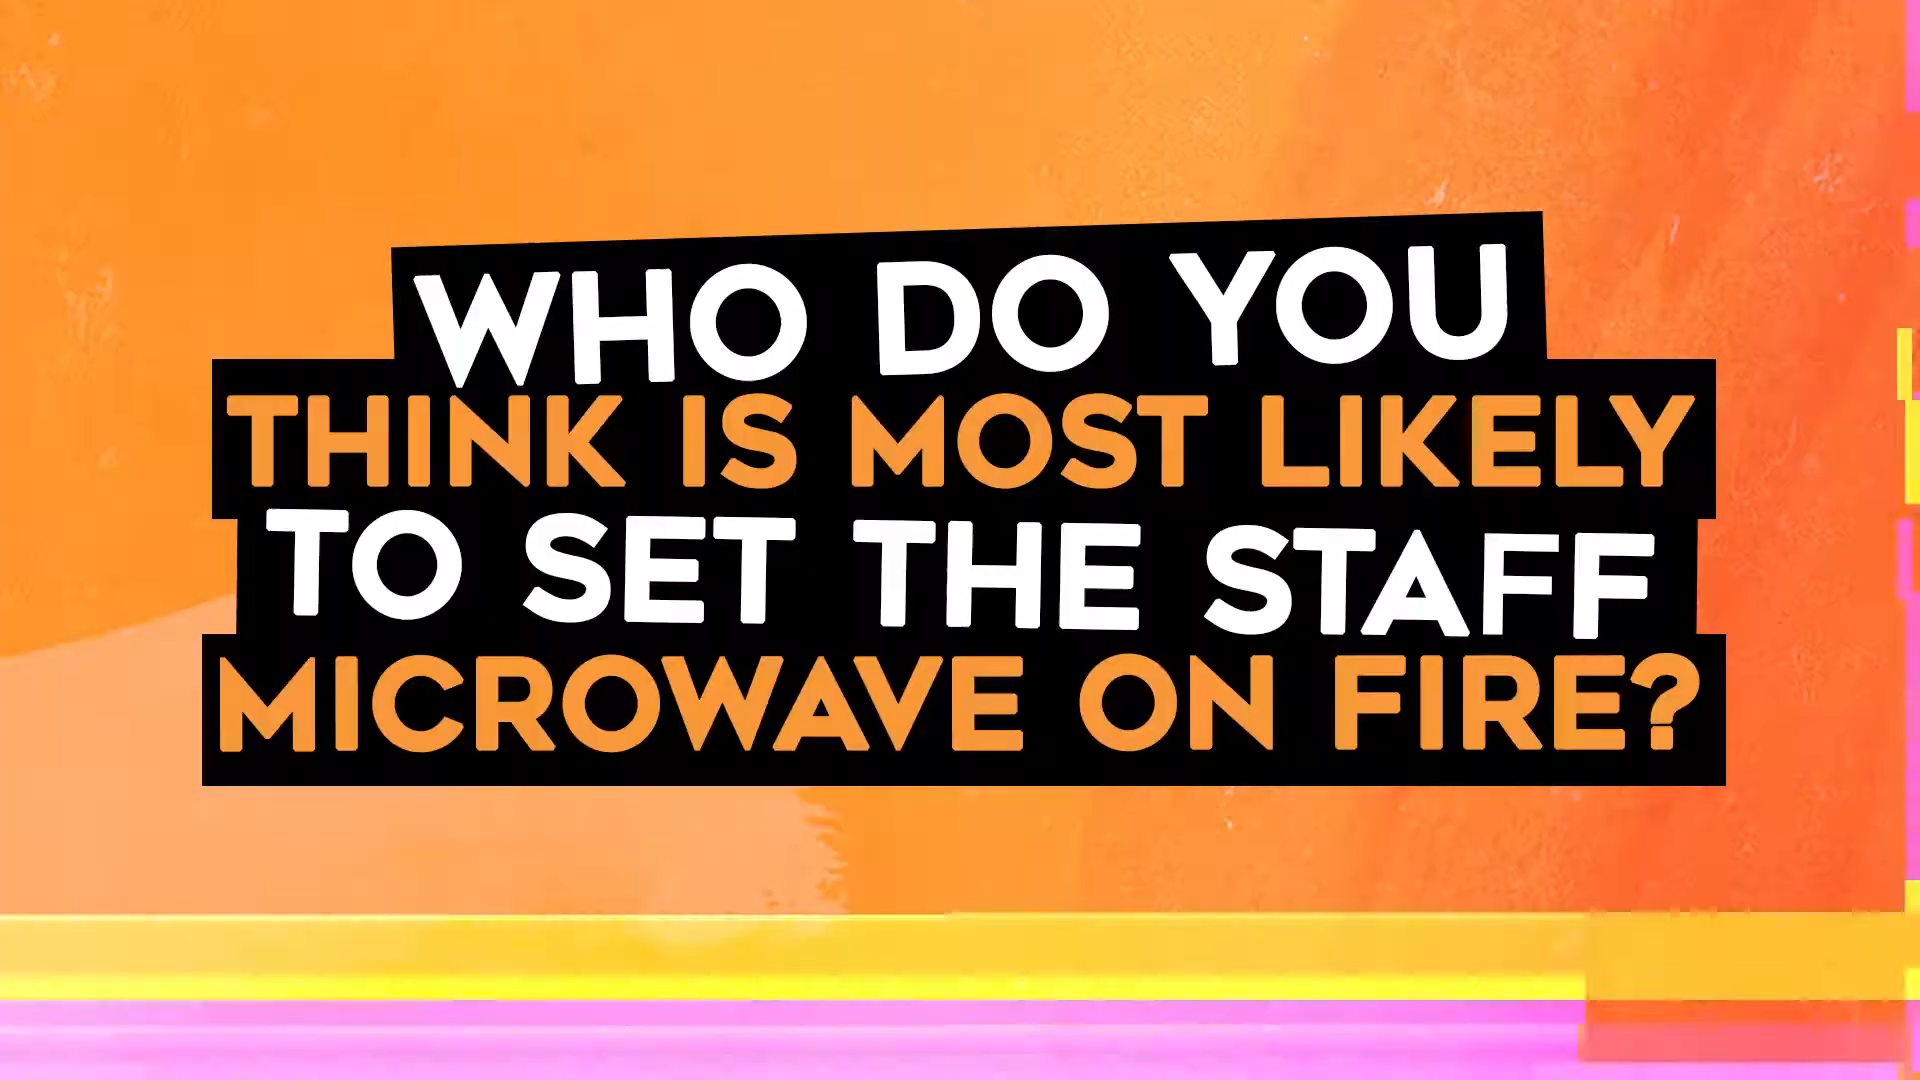 WHO DO YOU
THINK IS MOST LIKELY
TO SET THE STAFF
MICROWAVE ON FIRE?